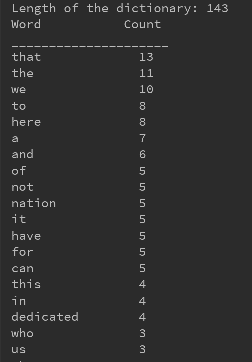 Length of the dictionary: 143
Word Count
_____________________
that 13
the 11
we 10
to 8
here 8
a 7
and 6
of 5
not 5
nation 5
it 5
have 5
for 5
can 5
this 4
in 4
dedicated 4
who 3
us 3